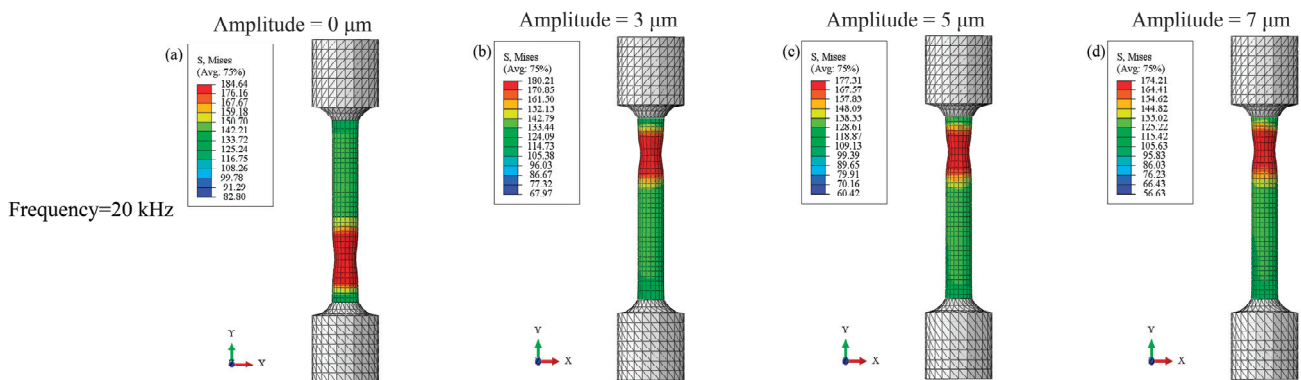 Amplitude = 0 μm
Amplitude = 3 μm
Amplitude = 5 μm
Amplitude = 7 μm
Frequency=20 kHz
(a)
S, Mises
(Avg: 75%)
184.64
176.16
167.67
159.18
150.70
142.21
133.72
125.24
116.75
108.26
99.78
91.29
82.80
Y
Y
(b)
S, Mises
(Avg: 75%)
180.21
170.85
161.50
152.13
142.79
133.44
124.09
114.73
105.38
96.03
86.67
77.32
67.97
Y
X
(c)
S, Mises
(Avg: 75%)
177.31
167.57
157.83
148.09
138.35
128.61
118.87
109.13
99.39
89.65
79.91
70.16
60.42
Y
X
(d)
S, Mises
(Avg: 75%)
174.21
164.41
154.62
144.82
133.02
125.22
115.42
105.63
95.83
86.03
76.23
66.43
56.63
Y
X